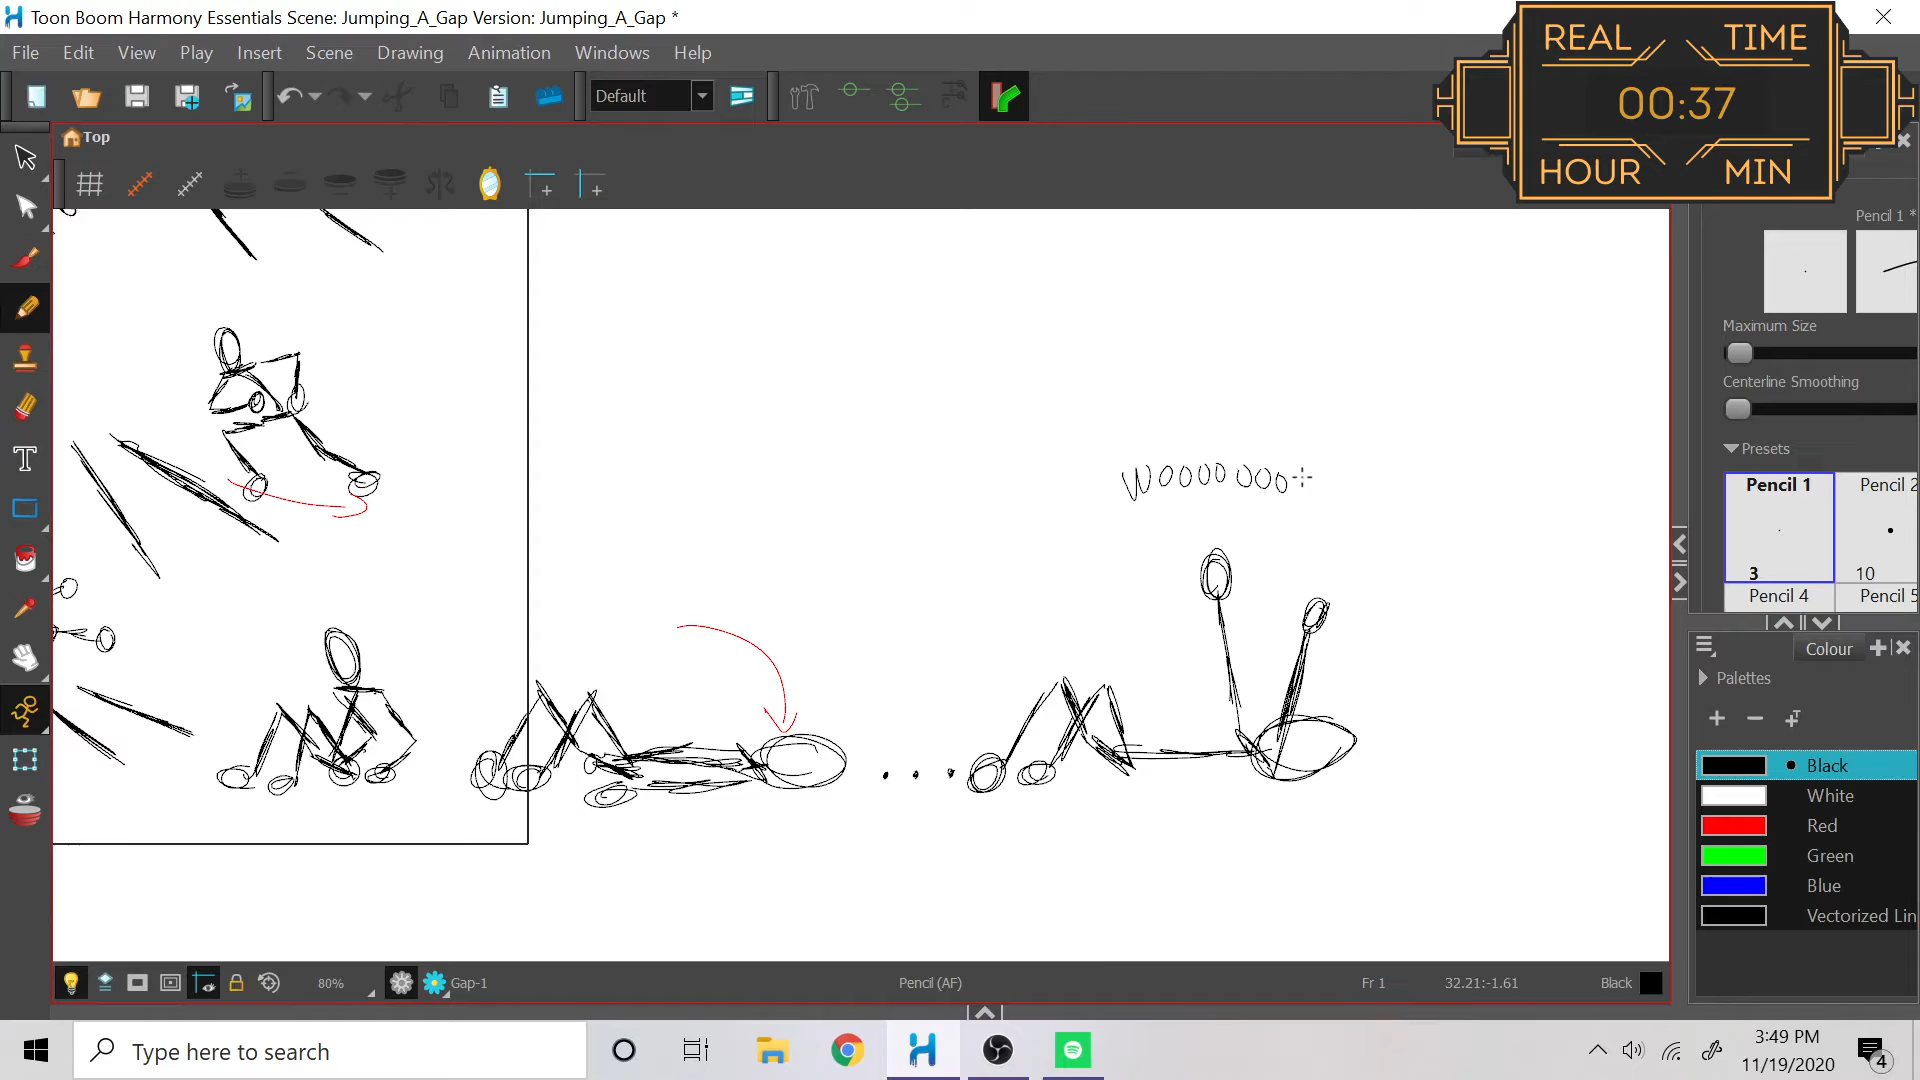 Toon Boom Harmony Essentials Scene: Jumping_A_Gap Version: Jumping_A_Gap *
File Edit View Play Insert Scene Drawing Animation Windows Help
REAL TIME
00:37
HOUR MIN
Default
Top
Pencil 1 *
Maximum Size
Centerline Smoothing
Presets
Pencil 1 Pencil 2
3 10
Pencil 4 Pencil 5
WOOOOOOO
Colour
Palettes
Black
White
Red
Green
Blue
Vectorized Lin
80% Gap-1 Pencil (AF) Fr 1 32.21:-1.61 Black
Type here to search
3:49 PM
11/19/2020
4